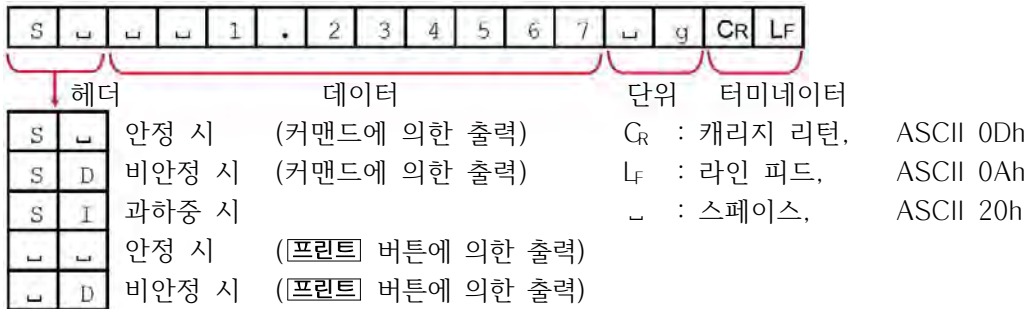 S ␣ ␣ ␣ 1 . 2 3 4 5 6 7 ␣ g CR LF
헤더 데이터 단위 터미네이터
S ␣ 안정 시 (커맨드에 의한 출력) CR : 캐리지 리턴, ASCII 0Dh
S D 비안정 시 (커맨드에 의한 출력) LF : 라인 피드, ASCII 0Ah
S I 과하중 시 ␣ : 스페이스, ASCII 20h
␣ ␣ 안정 시 (프린트 버튼에 의한 출력)
␣ D 비안정 시 (프린트 버튼에 의한 출력)